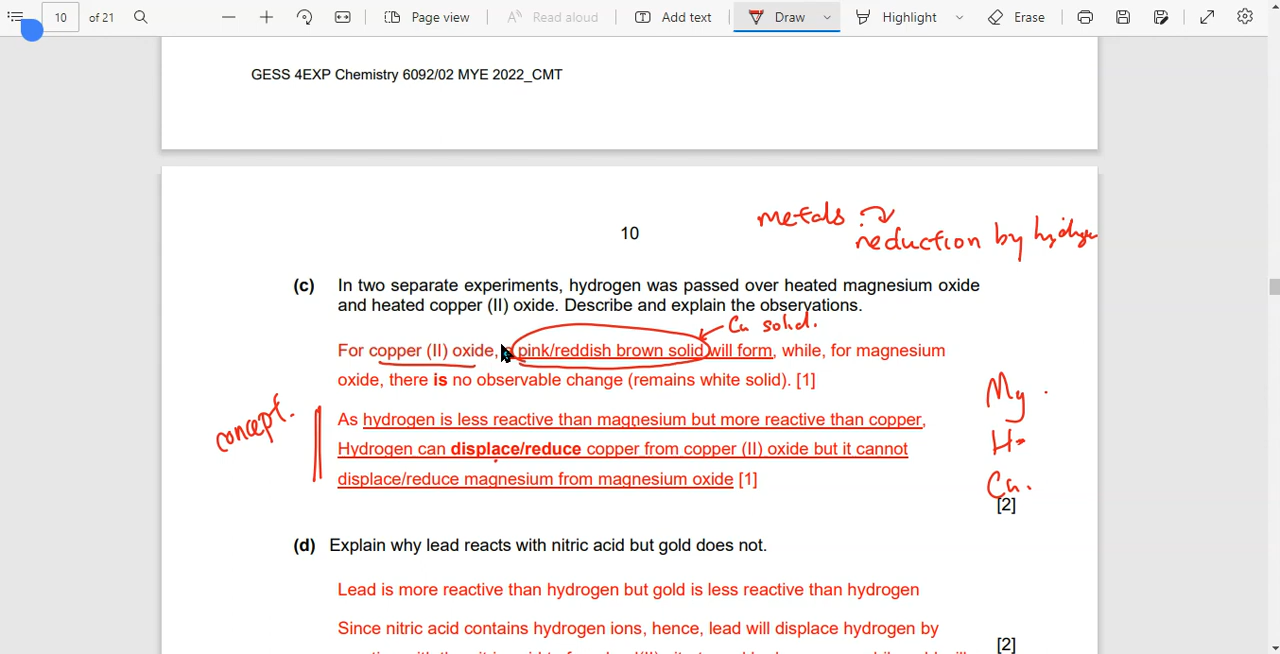 10 of 21 Page view Read aloud Add text Draw Highlight Erase
GESS 4EXP Chemistry 6092/02 MYE 2022_CMT
metals
10
reduction by hydrogen
(c) In two separate experiments, hydrogen was passed over heated magnesium oxide
and heated copper (II) oxide. Describe and explain the observations.
Cu solid.
For copper (II) oxide, a pink/reddish brown solid will form, while, for magnesium
oxide, there is no observable change (remains white solid). [1]
Mg
concept.
As hydrogen is less reactive than magnesium but more reactive than copper,
H
Hydrogen can displace/reduce copper from copper (II) oxide but it cannot
displace/reduce magnesium from magnesium oxide [1]
Cu.
[2]
(d) Explain why lead reacts with nitric acid but gold does not.
Lead is more reactive than hydrogen but gold is less reactive than hydrogen
Since nitric acid contains hydrogen ions, hence, lead will displace hydrogen by
[2]